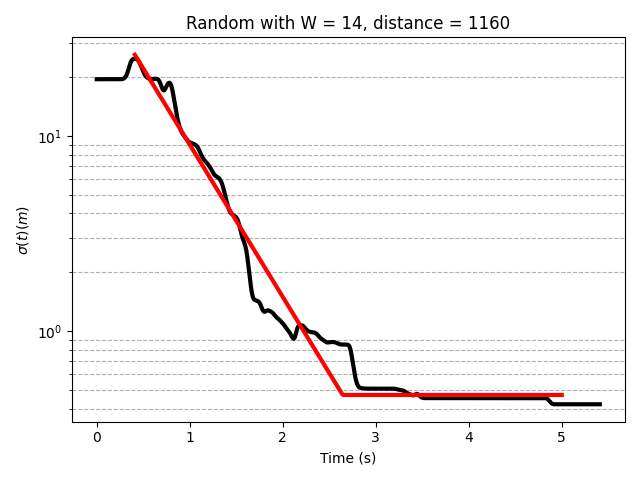 Random with W = 14, distance = 1160
σ(t)(m)
10¹
10⁰
0 1 2 3 4 5
Time (s)